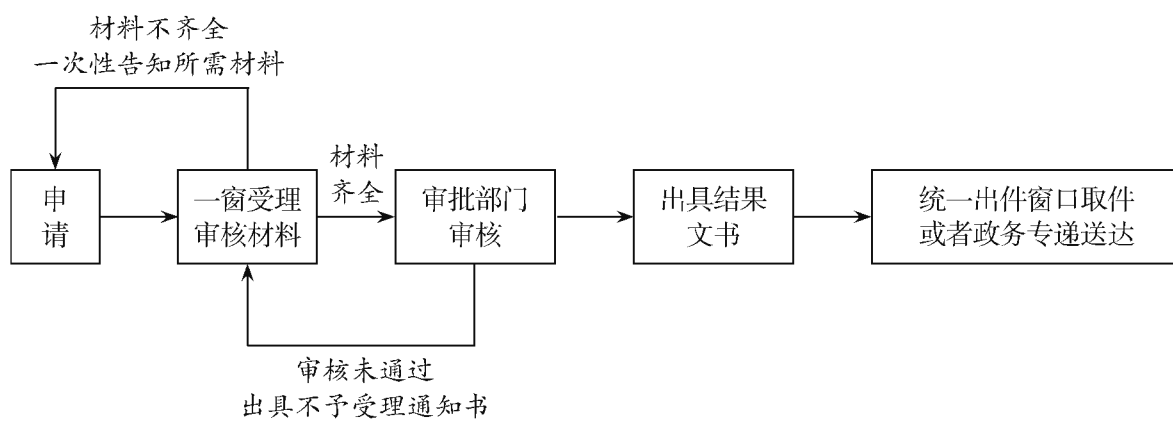 材料不齐全
一次性告知所需材料
申
请
一窗受理
审核材料
材料
齐全
审批部门
审核
出具结果
文书
统一出件窗口取件
或者政务专递送达
审核未通过
出具不予受理通知书